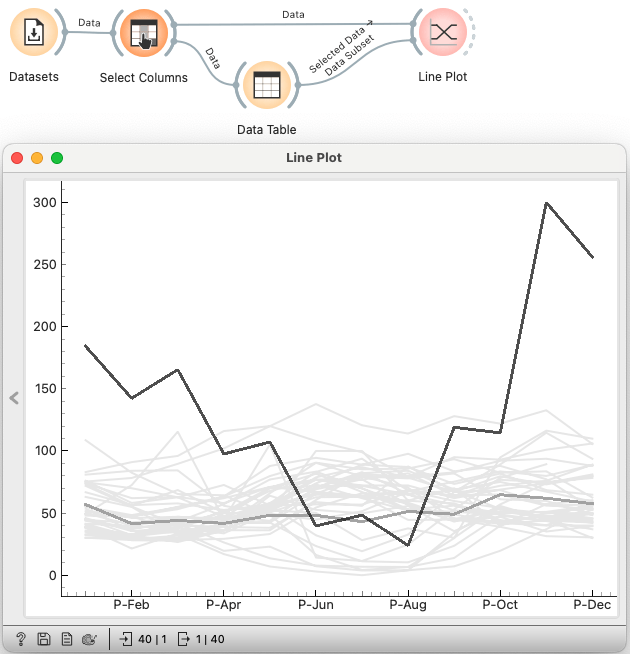 Data
Data
Datasets
Select Columns
Data
Selected Data →
Data Subset
Line Plot
Data Table
Line Plot
300
250
200
150
100
50
0
P-Feb
P-Apr
P-Jun
P-Aug
P-Oct
P-Dec
? 40 | 1 1 | 40